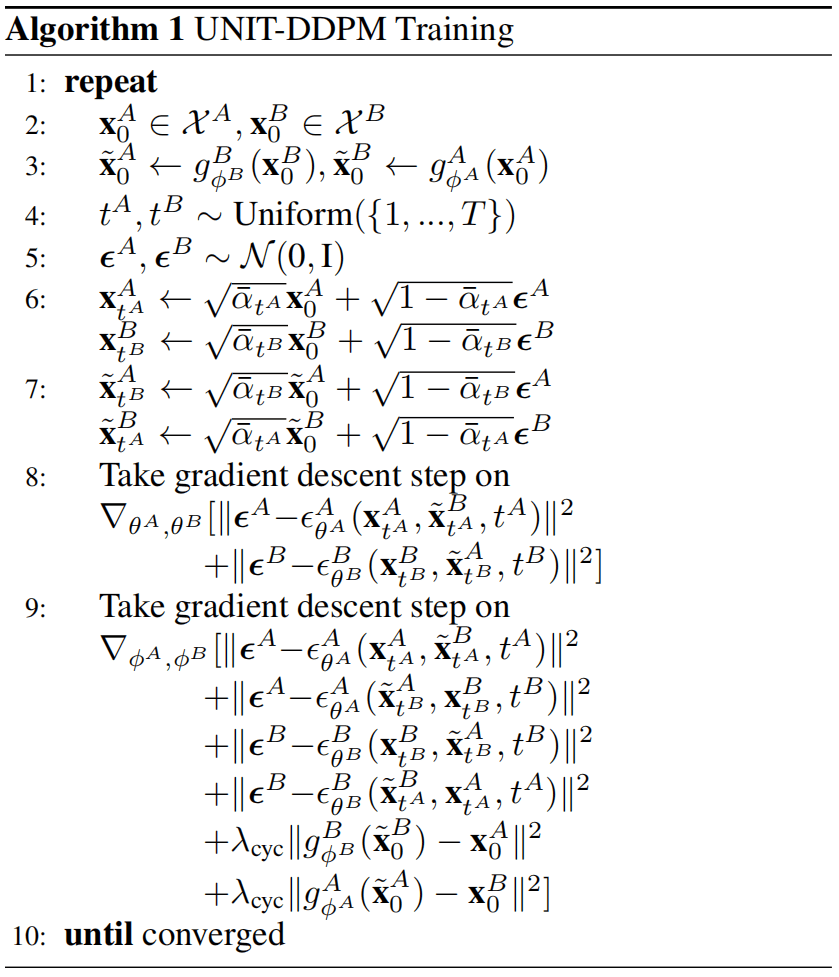 Algorithm 1 UNIT-DDPM Training
1: repeat
2: $\mathbf{x}_0^A \in \mathcal{X}^A, \mathbf{x}_0^B \in \mathcal{X}^B$
3: $\tilde{\mathbf{x}}_0^A \leftarrow g_{\phi^B}^B(\mathbf{x}_0^B), \tilde{\mathbf{x}}_0^B \leftarrow g_{\phi^A}^A(\mathbf{x}_0^A)$
4: $t^A, t^B \sim \mathrm{Uniform}(\{1, ..., T\})$
5: $\boldsymbol{\epsilon}^A, \boldsymbol{\epsilon}^B \sim \mathcal{N}(0, \mathrm{I})$
6: $\mathbf{x}_{t^A}^A \leftarrow \sqrt{\bar{\alpha}_{t^A}}\mathbf{x}_0^A + \sqrt{1 - \bar{\alpha}_{t^A}}\boldsymbol{\epsilon}^A$
$\mathbf{x}_{t^B}^B \leftarrow \sqrt{\bar{\alpha}_{t^B}}\mathbf{x}_0^B + \sqrt{1 - \bar{\alpha}_{t^B}}\boldsymbol{\epsilon}^B$
7: $\tilde{\mathbf{x}}_{t^B}^A \leftarrow \sqrt{\bar{\alpha}_{t^B}}\tilde{\mathbf{x}}_0^A + \sqrt{1 - \bar{\alpha}_{t^B}}\boldsymbol{\epsilon}^A$
$\tilde{\mathbf{x}}_{t^A}^B \leftarrow \sqrt{\bar{\alpha}_{t^A}}\tilde{\mathbf{x}}_0^B + \sqrt{1 - \bar{\alpha}_{t^A}}\boldsymbol{\epsilon}^B$
8: Take gradient descent step on
$\nabla_{\theta^A, \theta^B}[\|\boldsymbol{\epsilon}^A - \epsilon_{\theta^A}^A(\mathbf{x}_{t^A}^A, \tilde{\mathbf{x}}_{t^A}^B, t^A)\|^2$
$+\|\boldsymbol{\epsilon}^B - \epsilon_{\theta^B}^B(\mathbf{x}_{t^B}^B, \tilde{\mathbf{x}}_{t^B}^A, t^B)\|^2]$
9: Take gradient descent step on
$\nabla_{\phi^A, \phi^B}[\|\boldsymbol{\epsilon}^A - \epsilon_{\theta^A}^A(\mathbf{x}_{t^A}^A, \tilde{\mathbf{x}}_{t^A}^B, t^A)\|^2$
$+\|\boldsymbol{\epsilon}^A - \epsilon_{\theta^A}^A(\tilde{\mathbf{x}}_{t^B}^A, \mathbf{x}_{t^B}^B, t^B)\|^2$
$+\|\boldsymbol{\epsilon}^B - \epsilon_{\theta^B}^B(\mathbf{x}_{t^B}^B, \tilde{\mathbf{x}}_{t^B}^A, t^B)\|^2$
$+\|\boldsymbol{\epsilon}^B - \epsilon_{\theta^B}^B(\tilde{\mathbf{x}}_{t^A}^B, \mathbf{x}_{t^A}^A, t^A)\|^2$
$+\lambda_{\mathrm{cyc}}\|g_{\phi^B}^B(\tilde{\mathbf{x}}_0^B) - \mathbf{x}_0^A\|^2$
$+\lambda_{\mathrm{cyc}}\|g_{\phi^A}^A(\tilde{\mathbf{x}}_0^A) - \mathbf{x}_0^B\|^2]$
10: until converged